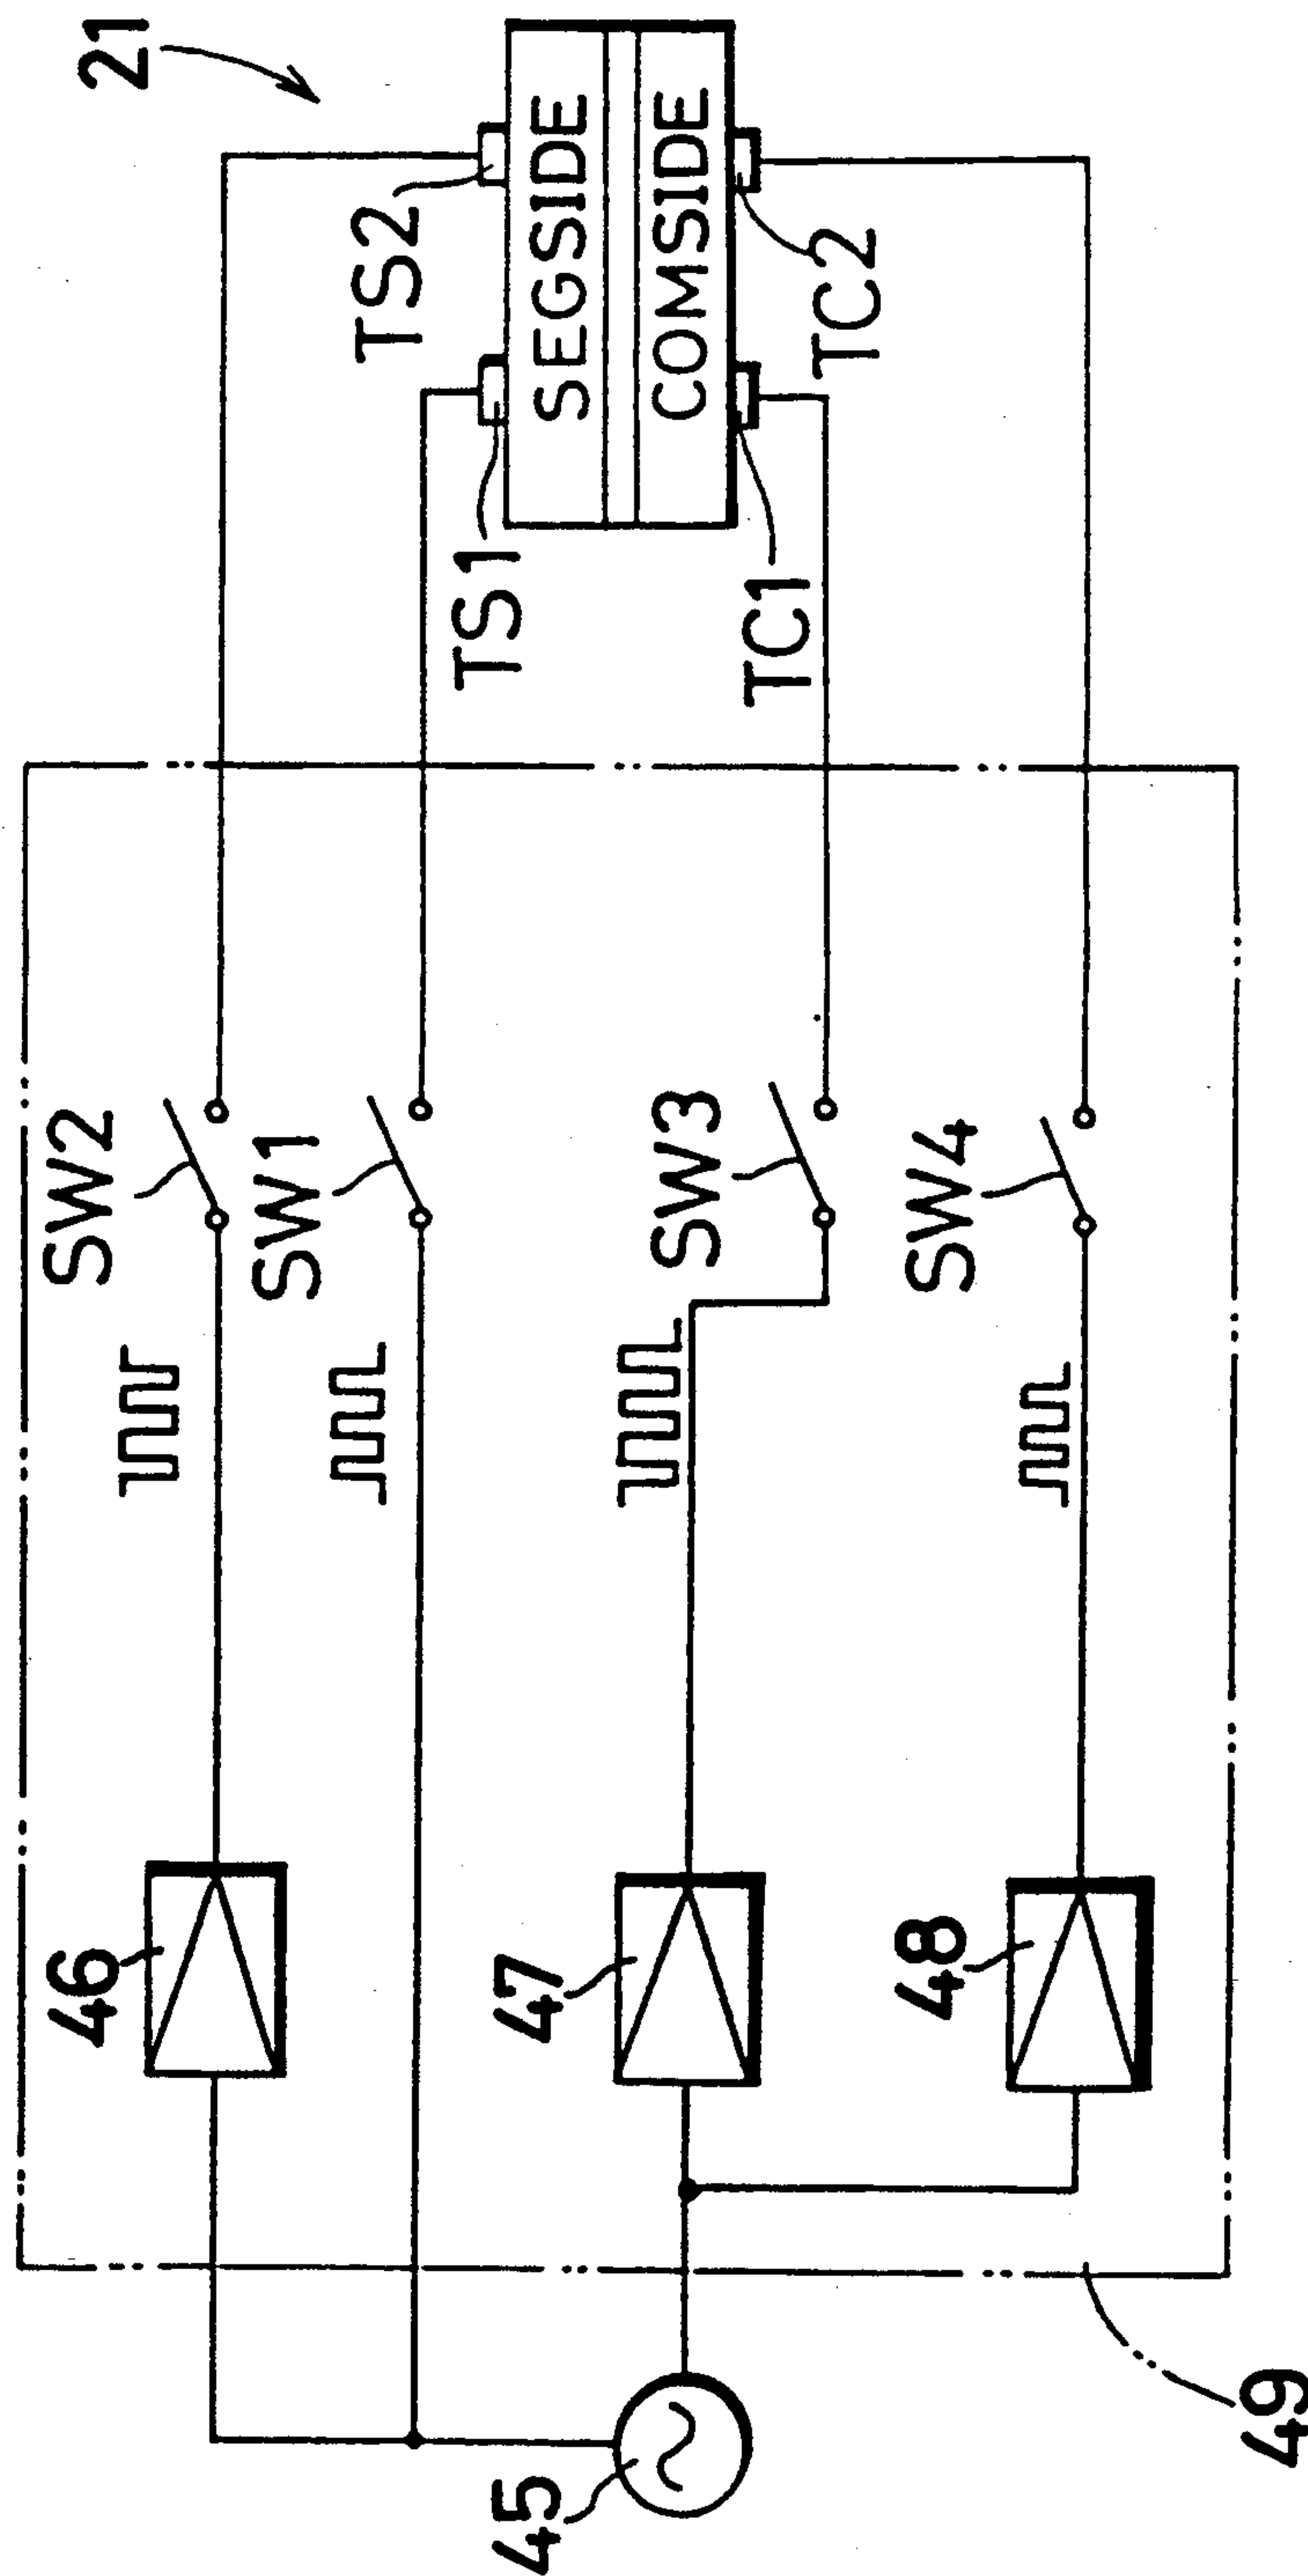 21
TS2
TS1
SEGSIDE
COMSIDE
TC1
TC2
SW2
SW1
SW3
SW4
46
47
48
45
49